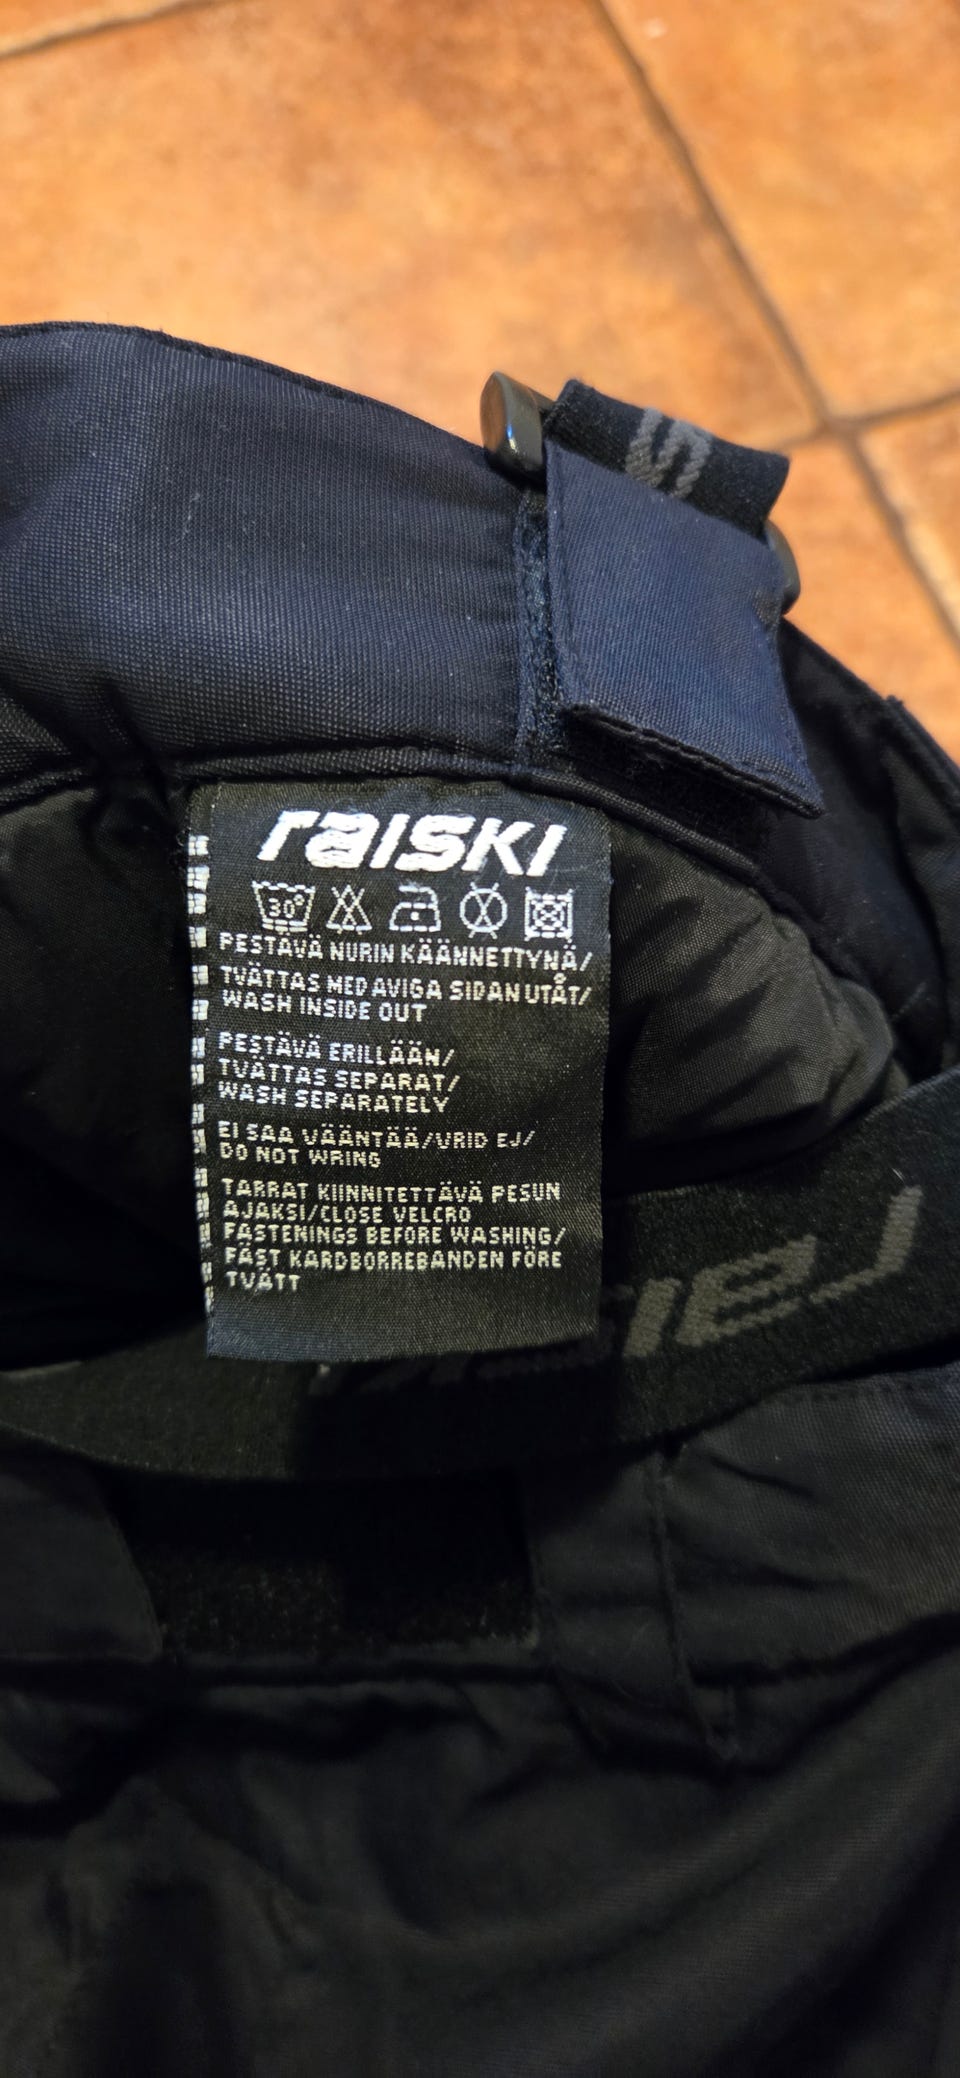 raiSKi
30°
PESTÄVÄ NURIN KÄÄNNETTYNÄ/
TVÄTTAS MED AVIGA SIDAN UTÅT/
WASH INSIDE OUT
PESTÄVÄ ERILLÄÄN/
TVÄTTAS SEPARAT/
WASH SEPARATELY
EI SAA VÄÄNTÄÄ/VRID EJ/
DO NOT WRING
TARRAT KIINNITETTÄVÄ PESUN
AJAKSI/CLOSE VELCRO
FASTENINGS BEFORE WASHING/
FÄST KARDBORREBANDEN FÖRE
TVÄTT